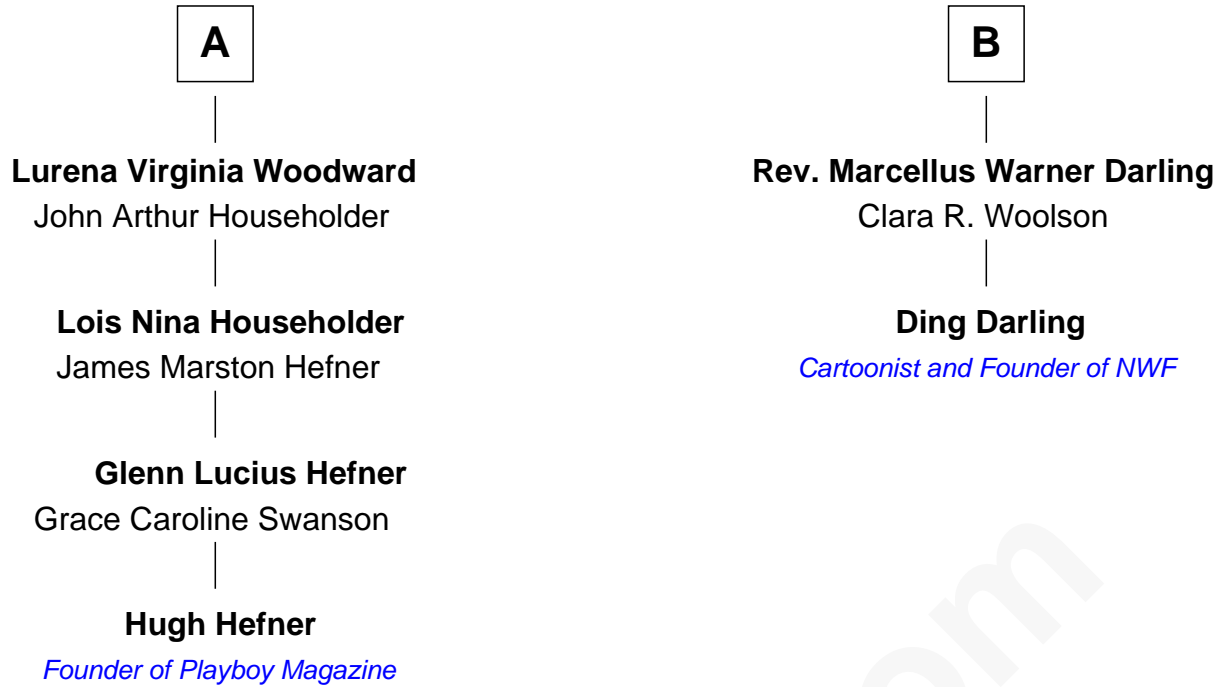 A
Lurena Virginia Woodward
John Arthur Householder
Lois Nina Householder
James Marston Hefner
Glenn Lucius Hefner
Grace Caroline Swanson
Hugh Hefner
Founder of Playboy Magazine
B
Rev. Marcellus Warner Darling
Clara R. Woolson
Ding Darling
Cartoonist and Founder of NWF
om